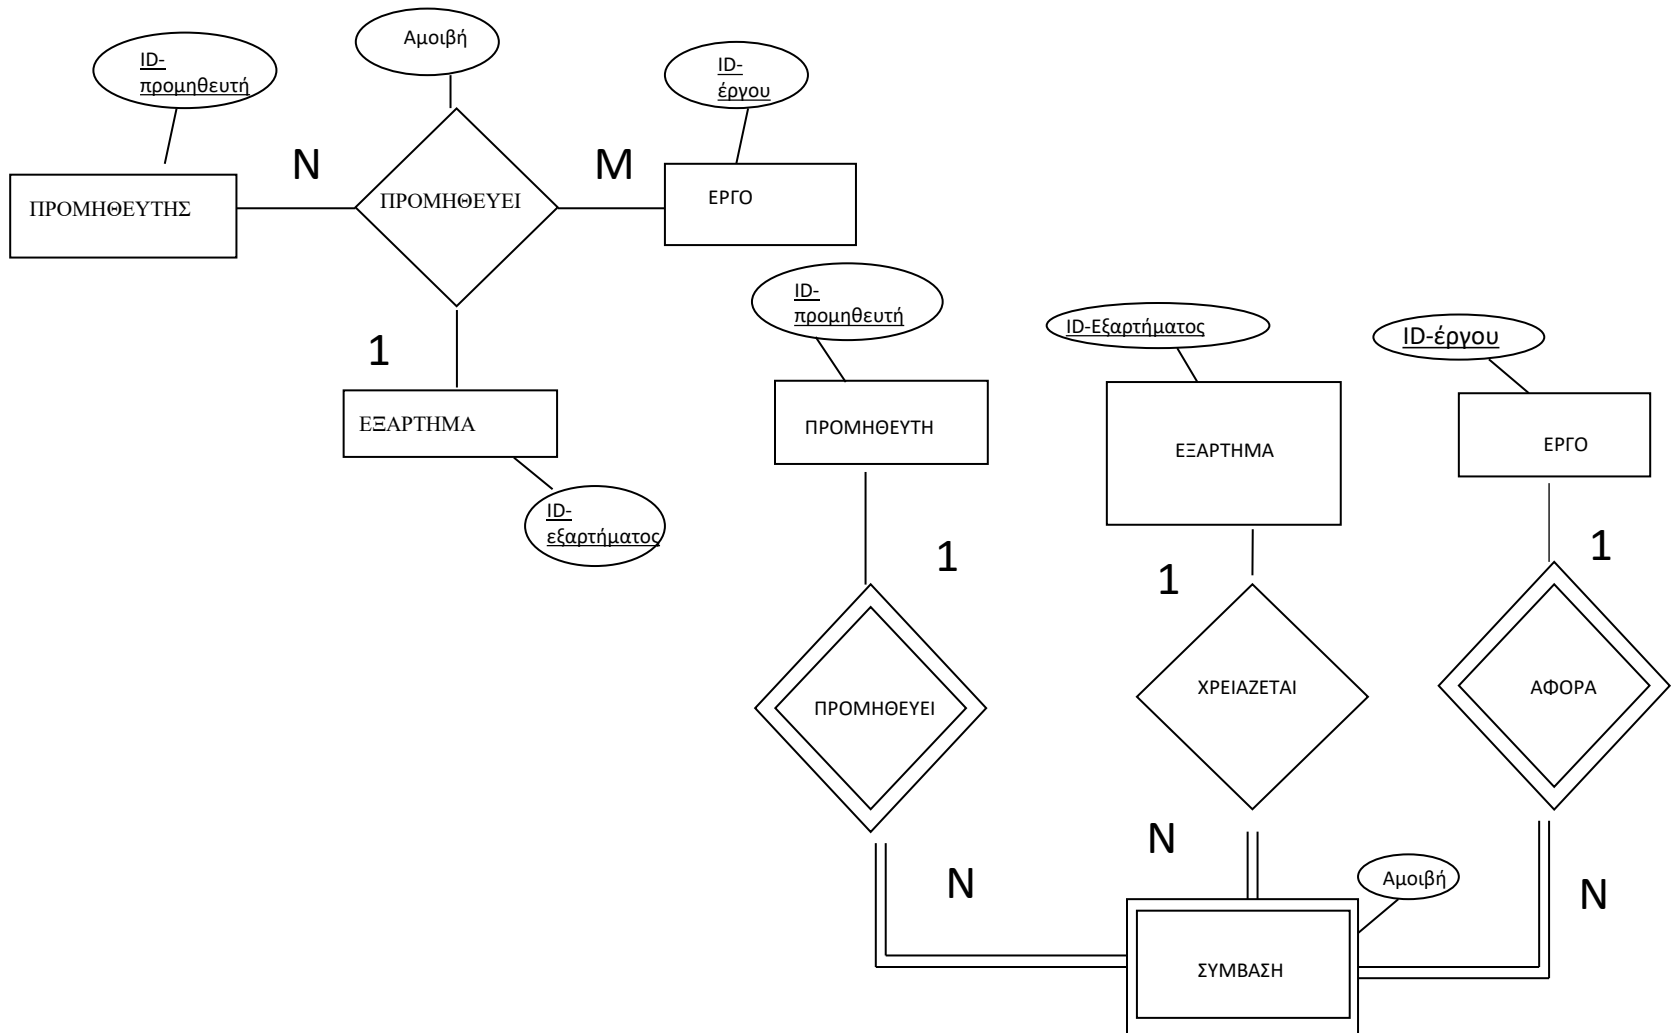 Αμοιβή
ID-
προμηθευτή
ID-
έργου
N
M
ΠΡΟΜΗΘΕΥΤΗΣ
ΠΡΟΜΗΘΕΥΕΙ
ΕΡΓΟ
1
ΕΞΑΡΤΗΜΑ
ID-
εξαρτήματος
ID-
προμηθευτή
ID-Εξαρτήματος
ID-έργου
ΠΡΟΜΗΘΕΥΤΗ
ΕΞΑΡΤΗΜΑ
ΕΡΓΟ
1
1
1
ΠΡΟΜΗΘΕΥΕΙ
ΧΡΕΙΑΖΕΤΑΙ
ΑΦΟΡΑ
N
N
N
Αμοιβή
ΣΥΜΒΑΣΗ